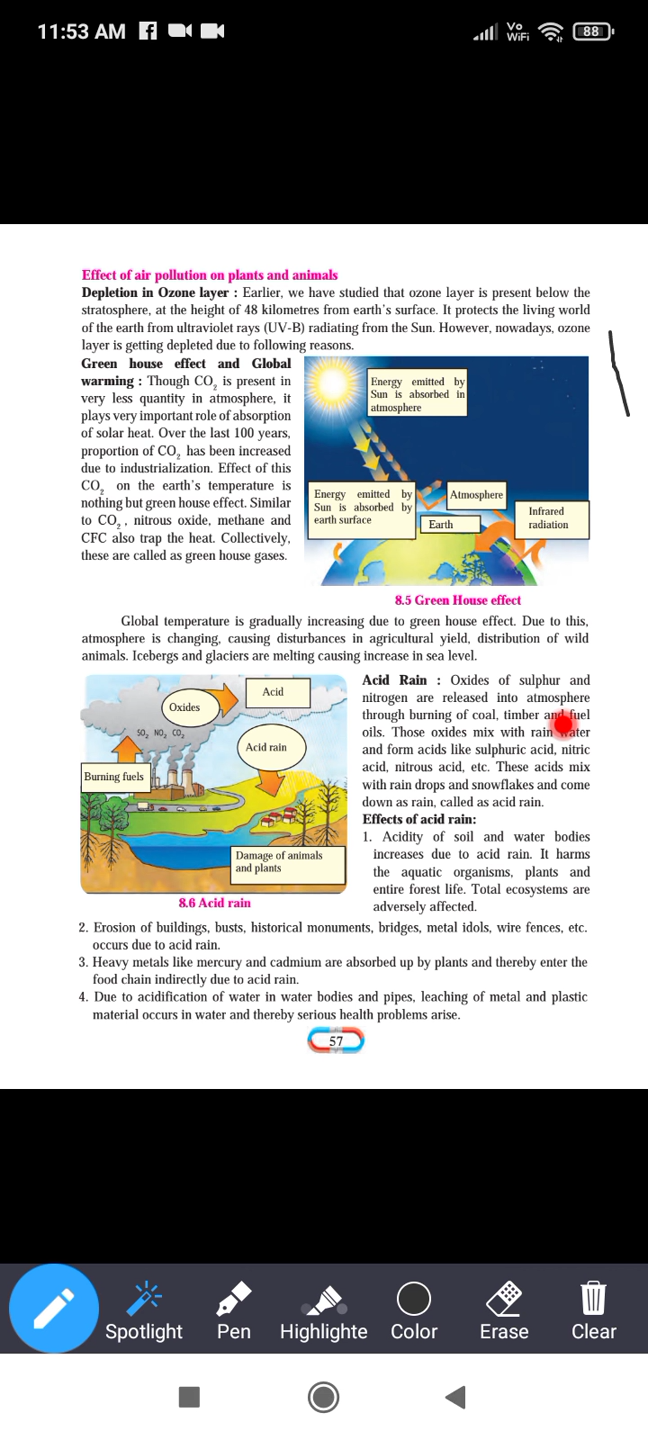 11:53 AM
Vo WiFi
88
Effect of air pollution on plants and animals
Depletion in Ozone layer : Earlier, we have studied that ozone layer is present below the
stratosphere, at the height of 48 kilometres from earth's surface. It protects the living world
of the earth from ultraviolet rays (UV-B) radiating from the Sun. However, nowadays, ozone
layer is getting depleted due to following reasons.
Green house effect and Global
warming : Though CO₂ is present in
very less quantity in atmosphere, it
plays very important role of absorption
of solar heat. Over the last 100 years,
proportion of CO₂ has been increased
due to industrialization. Effect of this
CO₂ on the earth's temperature is
nothing but green house effect. Similar
to CO₂, nitrous oxide, methane and
CFC also trap the heat. Collectively,
these are called as green house gases.
Energy emitted by
Sun is absorbed in
atmosphere
Energy emitted by
Sun is absorbed by
earth surface
Atmosphere
Earth
Infrared
radiation
8.5 Green House effect
Global temperature is gradually increasing due to green house effect. Due to this,
atmosphere is changing, causing disturbances in agricultural yield, distribution of wild
animals. Icebergs and glaciers are melting causing increase in sea level.
Oxides
Acid
SO₂ NO₂ CO₂
Acid rain
Burning fuels
Damage of animals
and plants
8.6 Acid rain
Acid Rain : Oxides of sulphur and
nitrogen are released into atmosphere
through burning of coal, timber and fuel
oils. Those oxides mix with rain water
and form acids like sulphuric acid, nitric
acid, nitrous acid, etc. These acids mix
with rain drops and snowflakes and come
down as rain, called as acid rain.
Effects of acid rain:
1. Acidity of soil and water bodies
increases due to acid rain. It harms
the aquatic organisms, plants and
entire forest life. Total ecosystems are
adversely affected.
2. Erosion of buildings, busts, historical monuments, bridges, metal idols, wire fences, etc.
occurs due to acid rain.
3. Heavy metals like mercury and cadmium are absorbed up by plants and thereby enter the
food chain indirectly due to acid rain.
4. Due to acidification of water in water bodies and pipes, leaching of metal and plastic
material occurs in water and thereby serious health problems arise.
57
Spotlight Pen Highlighte Color Erase Clear